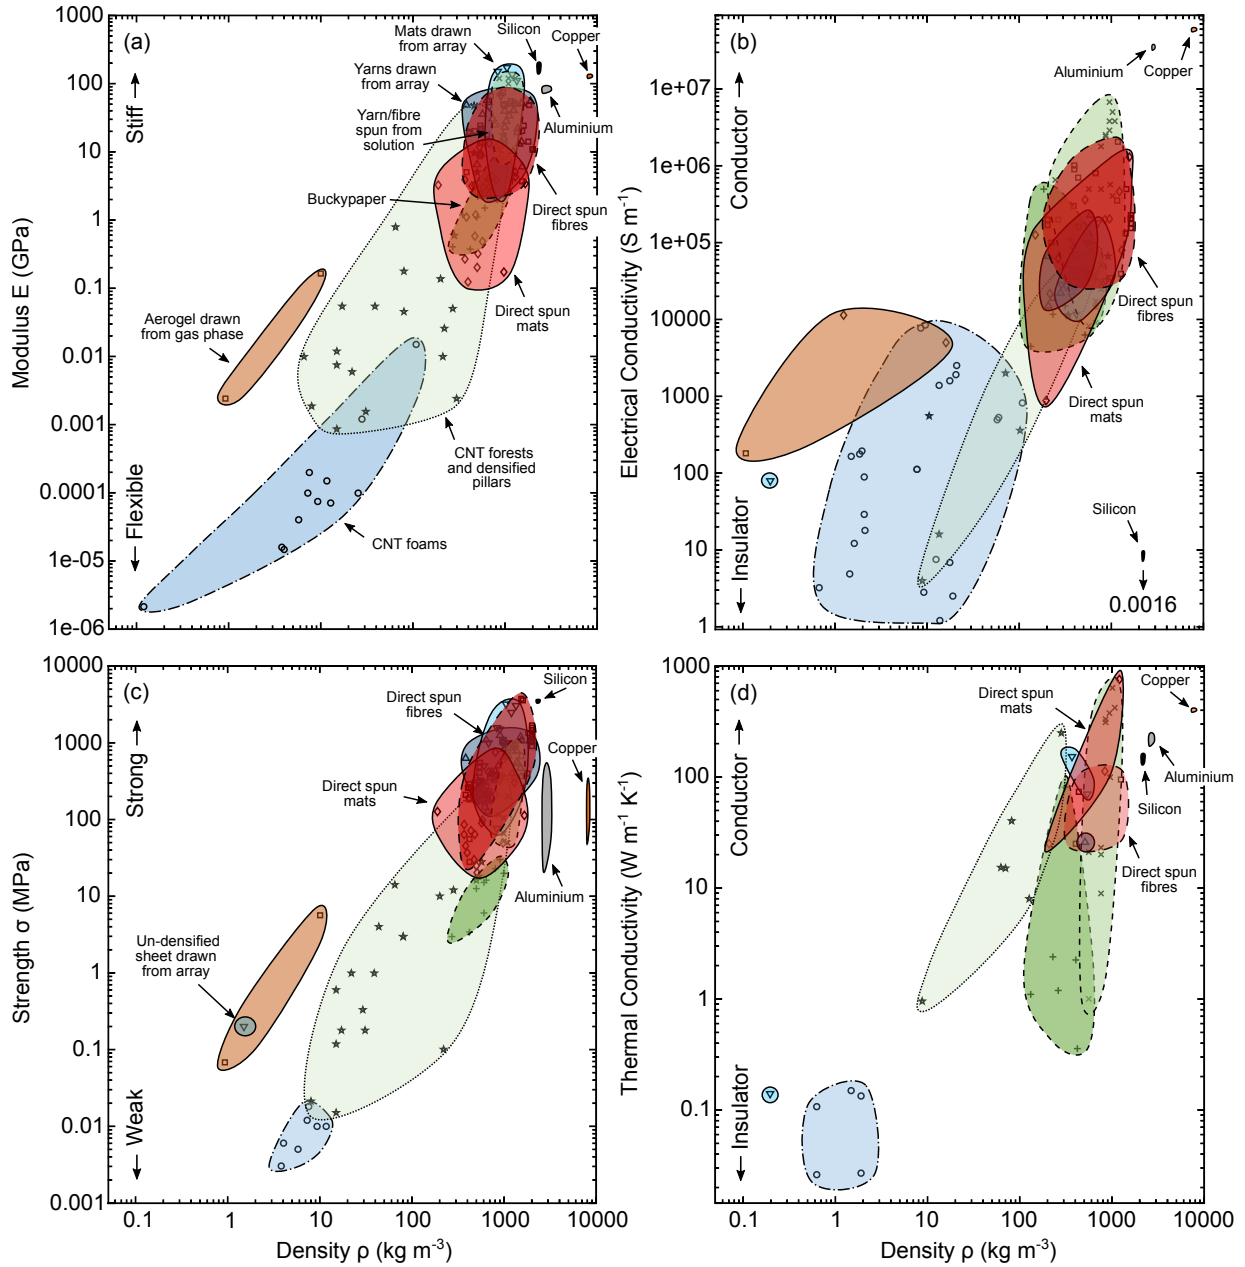 (a)
Modulus E (GPa)
1000
100
10
1
0.1
0.01
0.001
0.0001
1e-05
1e-06
Stiff
Flexible
Mats drawn
from array
Silicon
Copper
Yarns drawn
from array
Yarn/fibre
spun from
solution
Aluminium
Buckypaper
Direct spun
fibres
Direct spun
mats
Aerogel drawn
from gas phase
CNT forests
and densified
pillars
CNT foams
(b)
Electrical Conductivity (S m⁻¹)
1e+07
1e+06
1e+05
10000
1000
100
10
1
Conductor
Insulator
Aluminium
Copper
Direct spun
fibres
Direct spun
mats
Silicon
0.0016
(c)
Strength σ (MPa)
10000
1000
100
10
1
0.1
0.01
0.001
Strong
Weak
Direct spun
fibres
Silicon
Copper
Direct spun
mats
Aluminium
Un-densified
sheet drawn
from array
0.1
1
10
100
1000
10000
Density ρ (kg m⁻³)
(d)
Thermal Conductivity (W m⁻¹ K⁻¹)
1000
100
10
1
0.1
Conductor
Insulator
Direct spun
mats
Copper
Aluminium
Silicon
Direct spun
fibres
0.1
1
10
100
1000
10000
Density ρ (kg m⁻³)